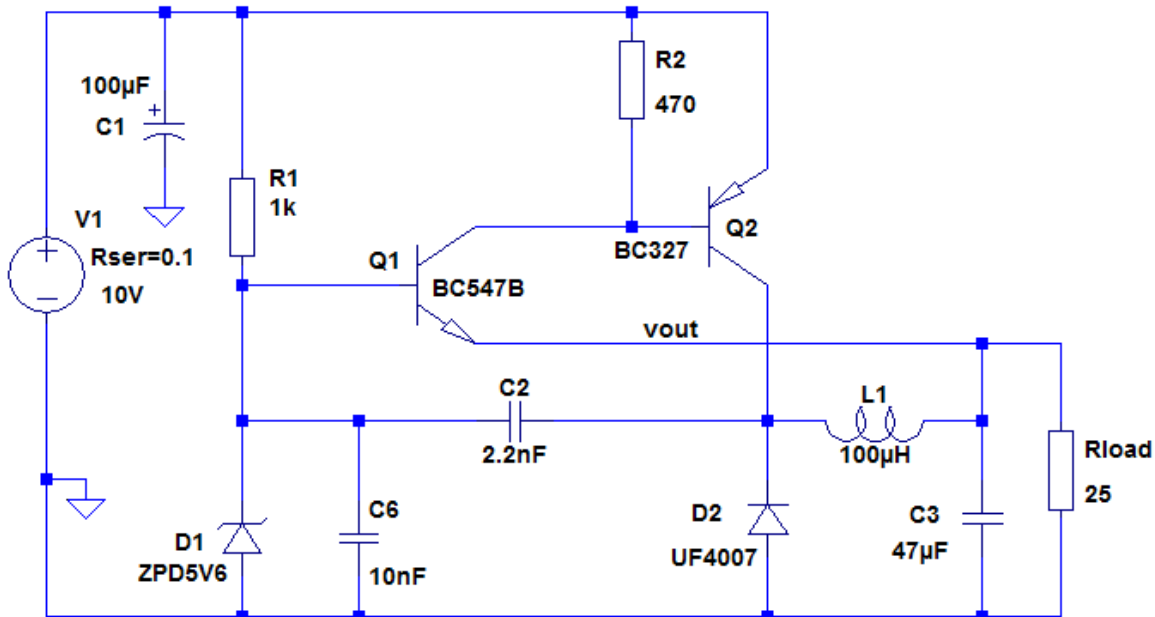 100µF
C1
+
V1
+
Rser=0.1
10V
R1
1k
R2
470
Q1
BC547B
Q2
BC327
vout
C2
2.2nF
L1
100µH
Rload
25
D1
ZPD5V6
C6
10nF
D2
UF4007
C3
47µF